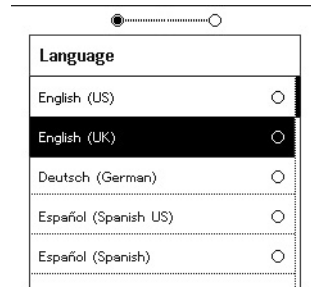 Language
English (US)
English (UK)
Deutsch (German)
Español (Spanish US)
Español (Spanish)